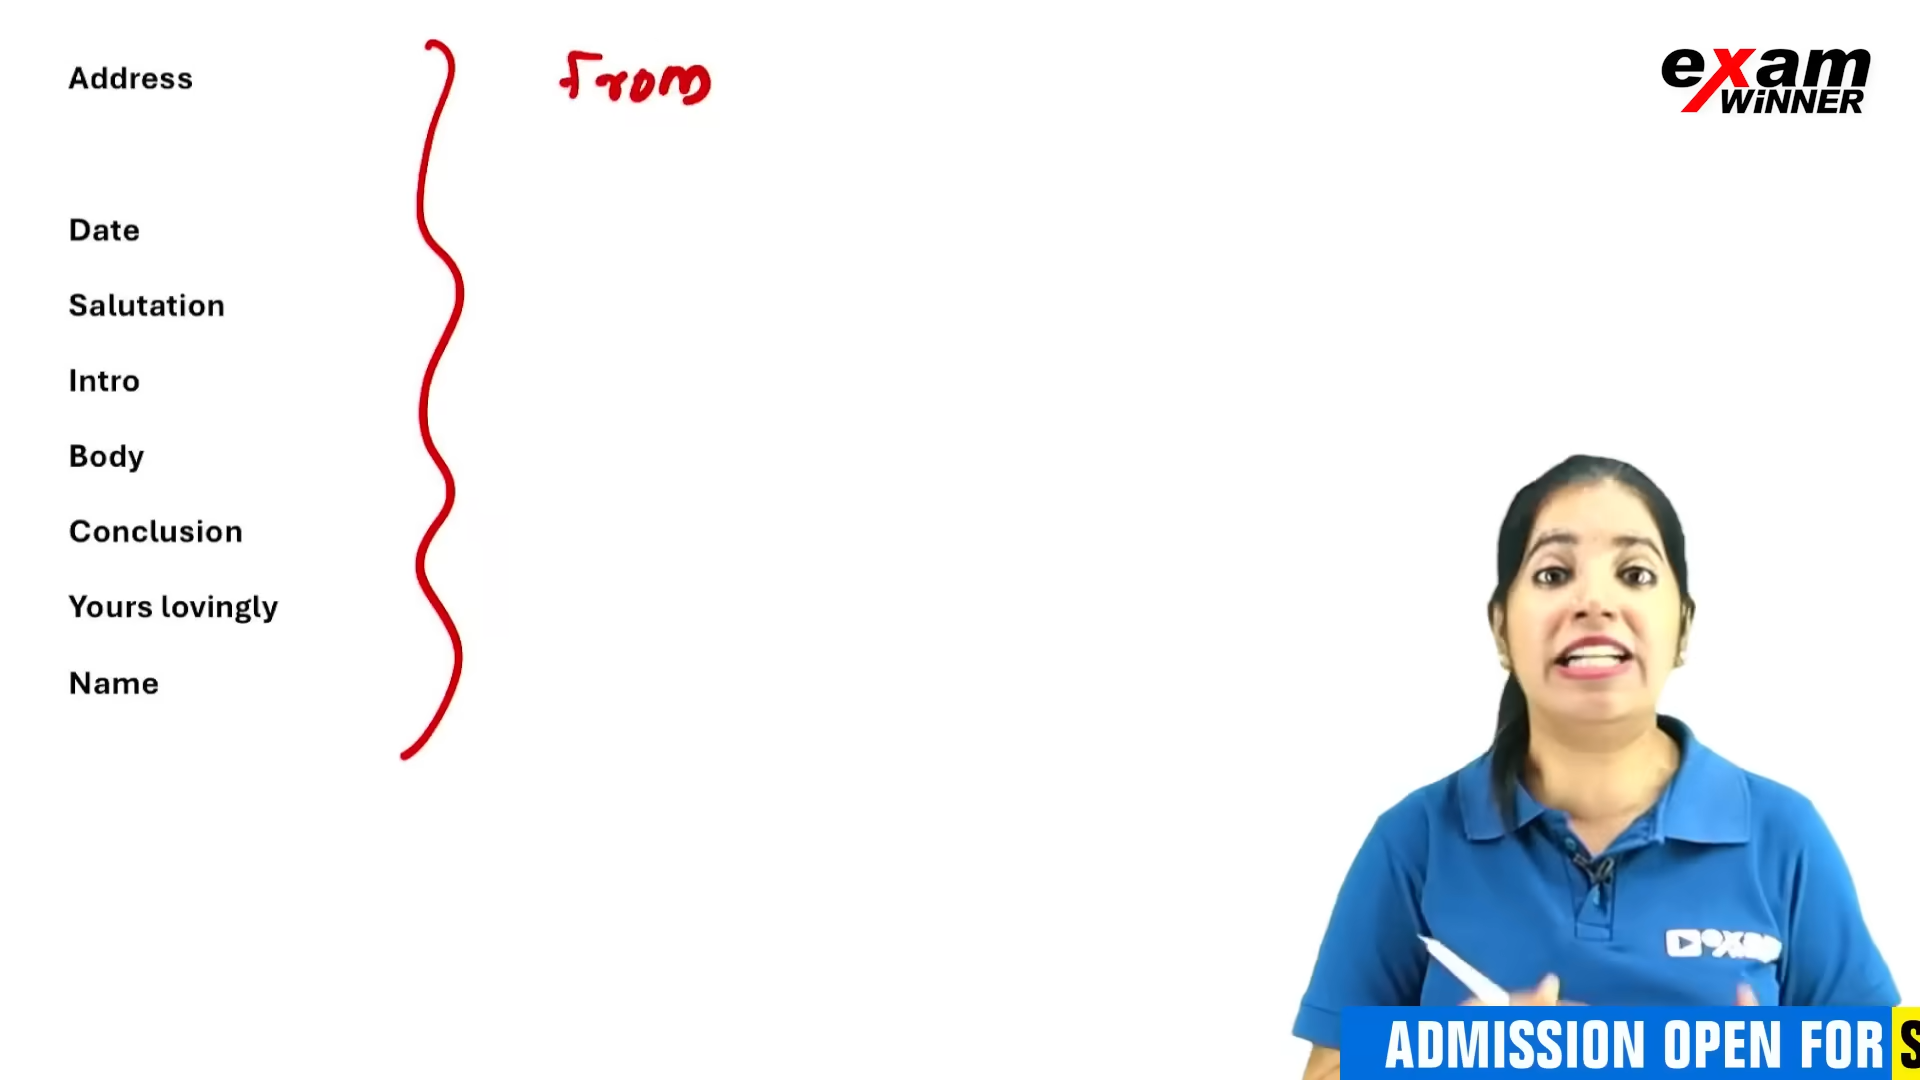 Address
From
exam
WiNNER
Date
Salutation
Intro
Body
Conclusion
Yours lovingly
Name
ADMISSION OPEN FOR S